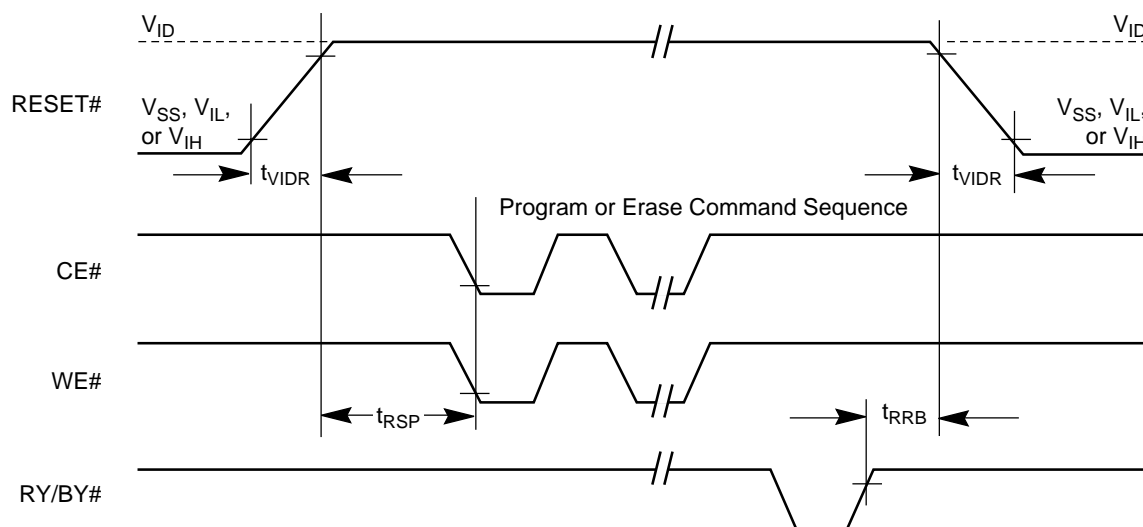 V_ID V_ID
RESET#
V_SS, V_IL,
or V_IH
V_SS, V_IL,
or V_IH
t_VIDR t_VIDR
Program or Erase Command Sequence
CE#
WE#
t_RSP t_RRB
RY/BY#